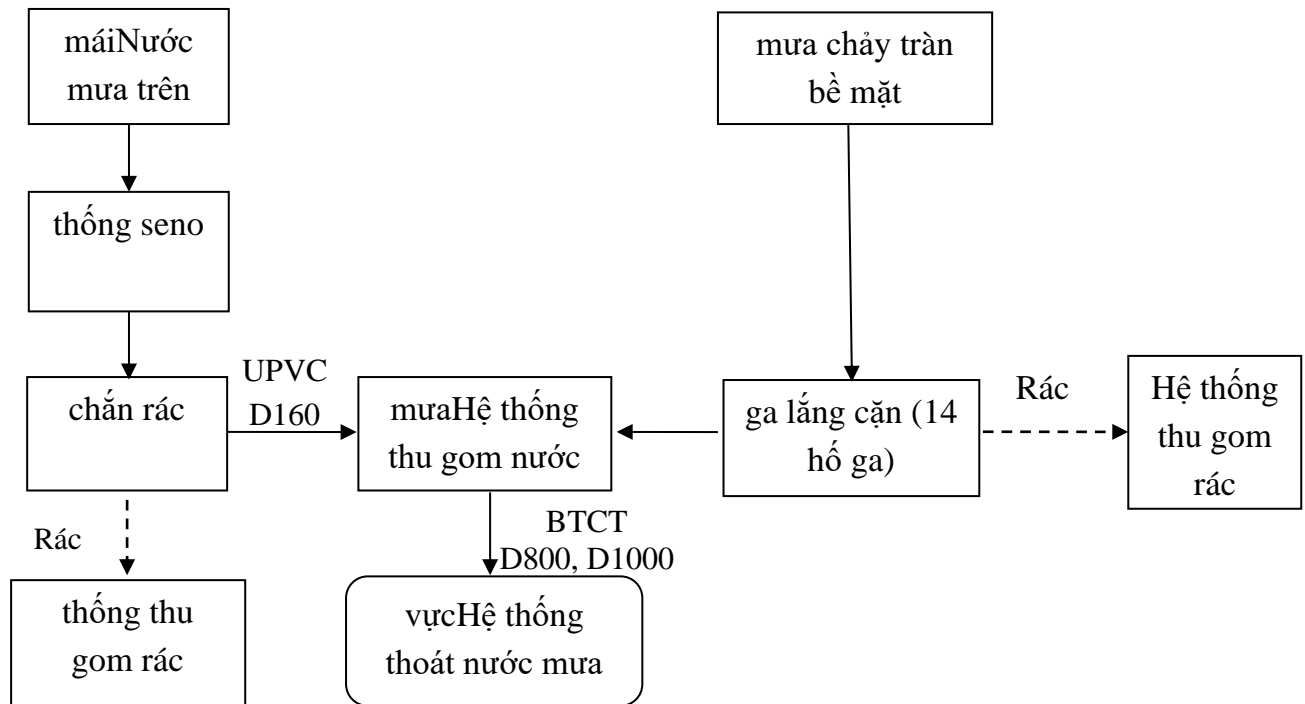 máiNước
mưa trên
mưa chảy tràn
bề mặt
thống seno
chắn rác
UPVC
D160
mưaHệ thống
thu gom nước
ga lắng cặn (14
hố ga)
Rác
Hệ thống
thu gom
rác
Rác
BTCT
D800, D1000
thống thu
gom rác
vựcHệ thống
thoát nước mưa